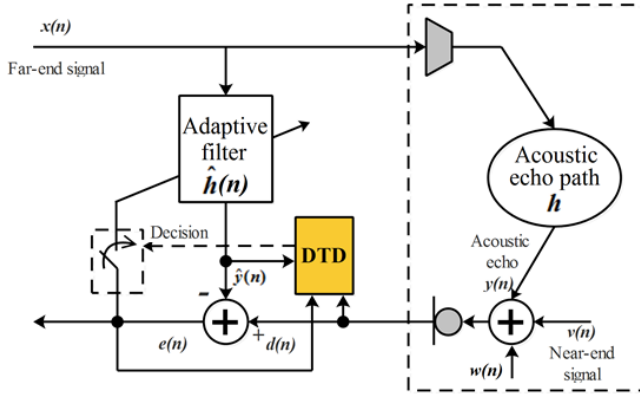 x(n)
Far-end signal
Adaptive
filter
ĥ(n)
Acoustic
echo path
h
Decision
DTD
Acoustic
echo
y(n)
ŷ(n)
-
+
+
+
e(n)
d(n)
v(n)
Near-end
signal
w(n)